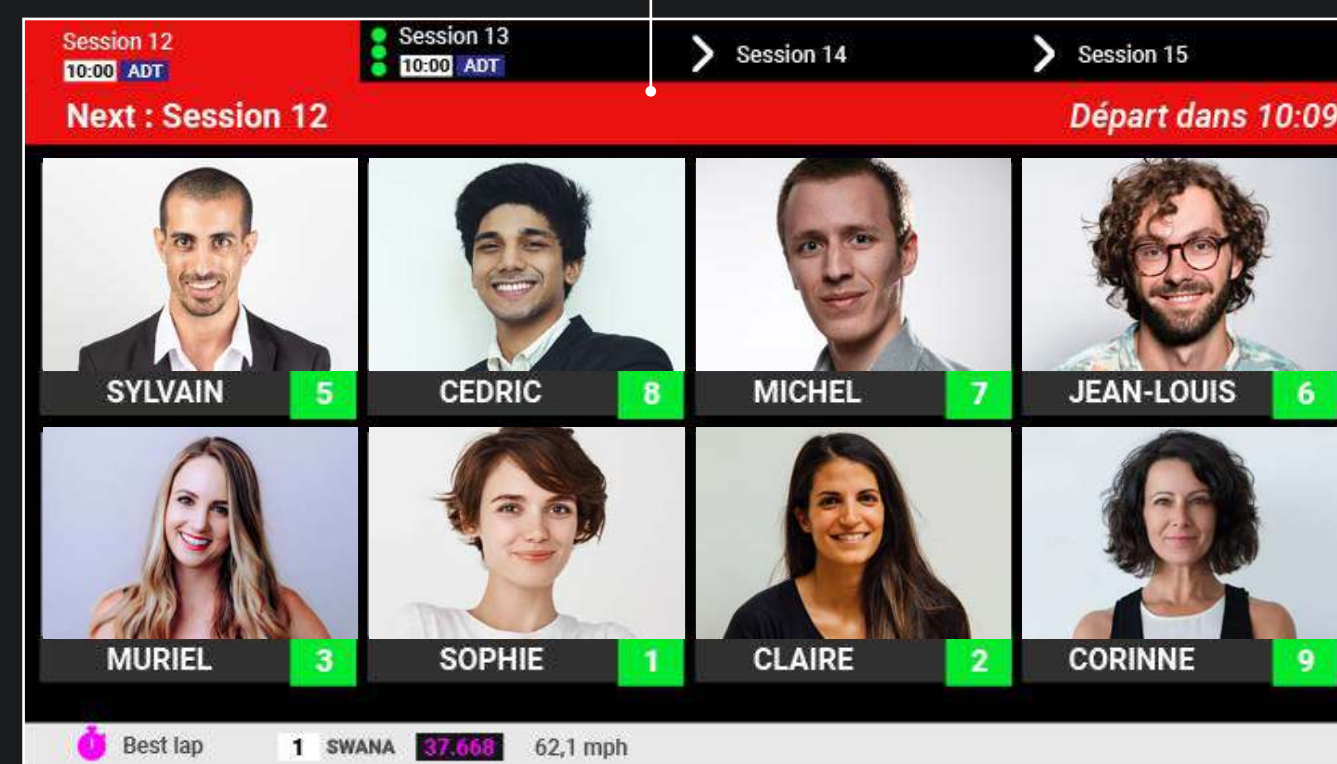 Session 12
10:00 ADT
Session 13
10:00 ADT
Session 14
Session 15
Next : Session 12
Départ dans 10:09
SYLVAIN 5
CEDRIC 8
MICHEL 7
JEAN-LOUIS 6
MURIEL 3
SOPHIE 1
CLAIRE 2
CORINNE 9
Best lap 1 SWANA 37.668 62,1 mph